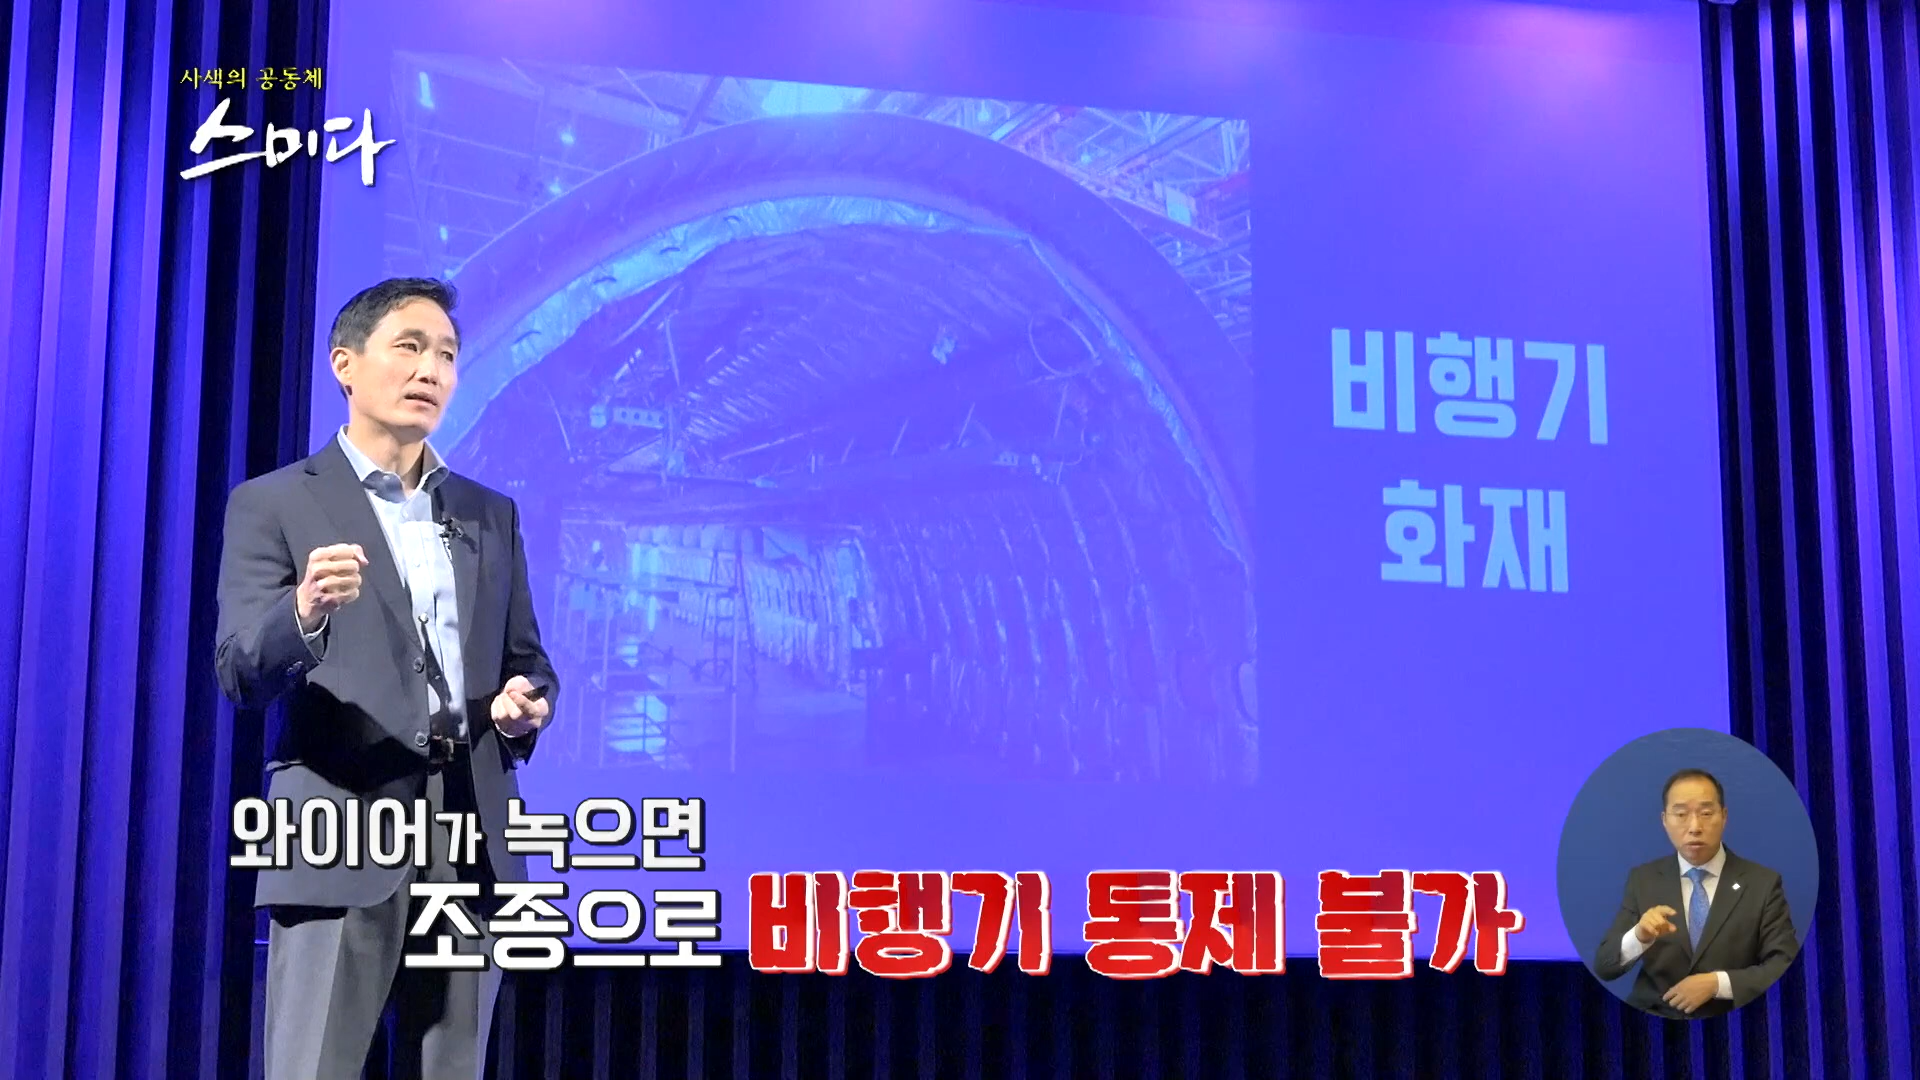 사색의 공동체
스미다
비행기
화재
와이어가 녹으면
조종으로 비행기 통제 불가